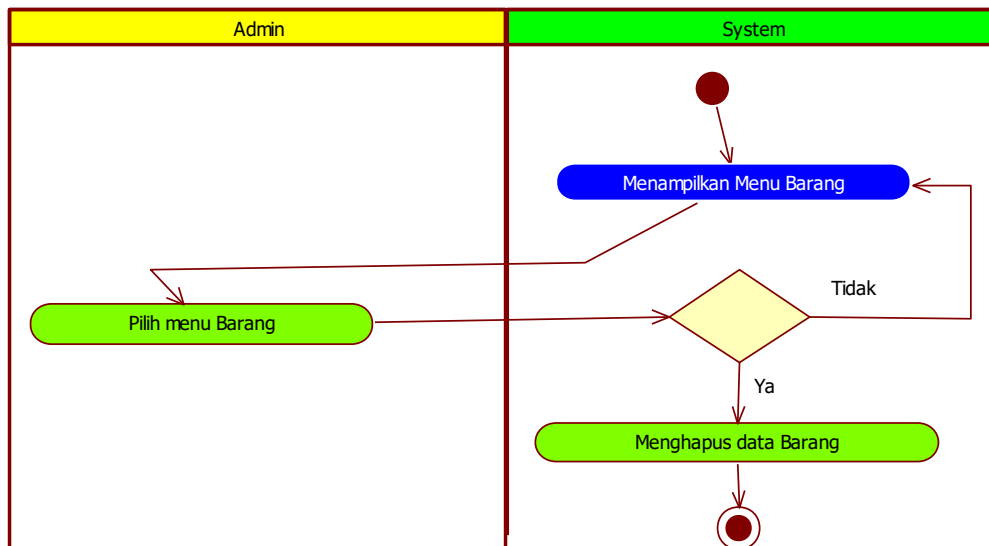 Admin
System
Menampilkan Menu Barang
Tidak
Pilih menu Barang
Ya
Menghapus data Barang